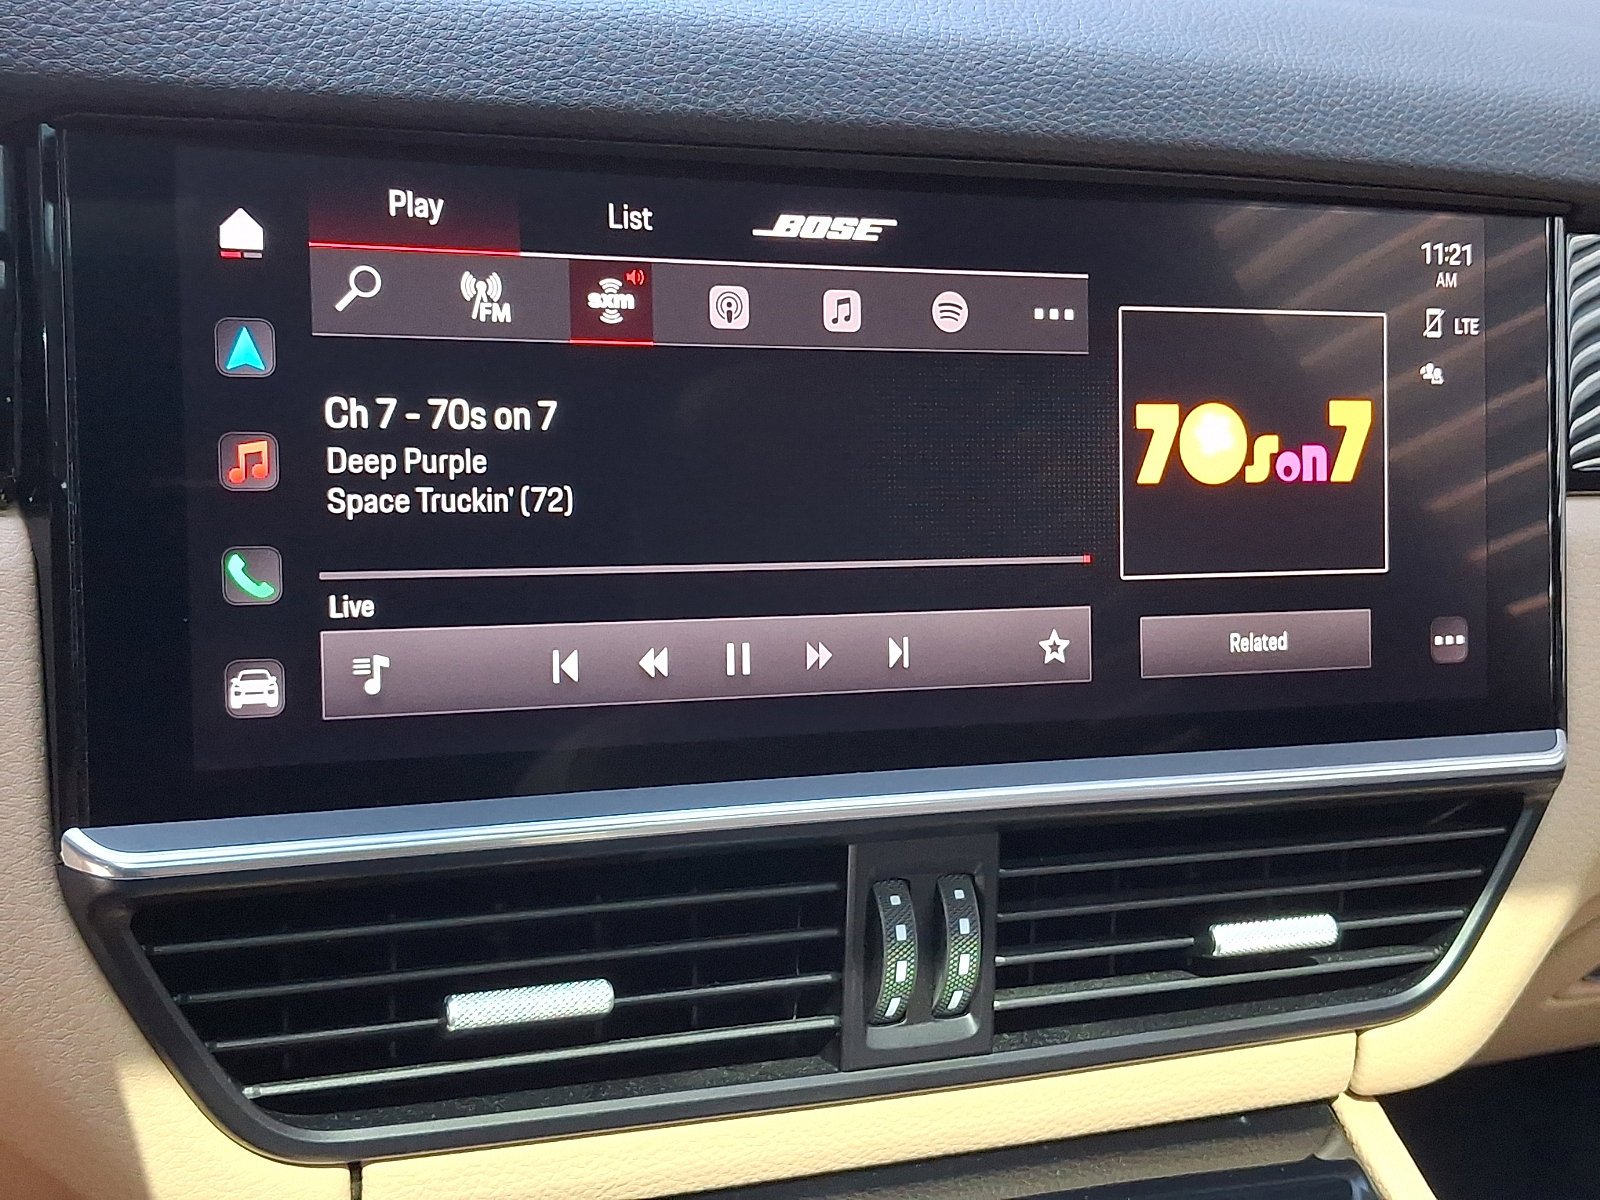 Play
List
BOSE
11:21
AM
FM
sxm
LTE
Ch 7 - 70s on 7
Deep Purple
Space Truckin' (72)
70s on 7
Live
Related